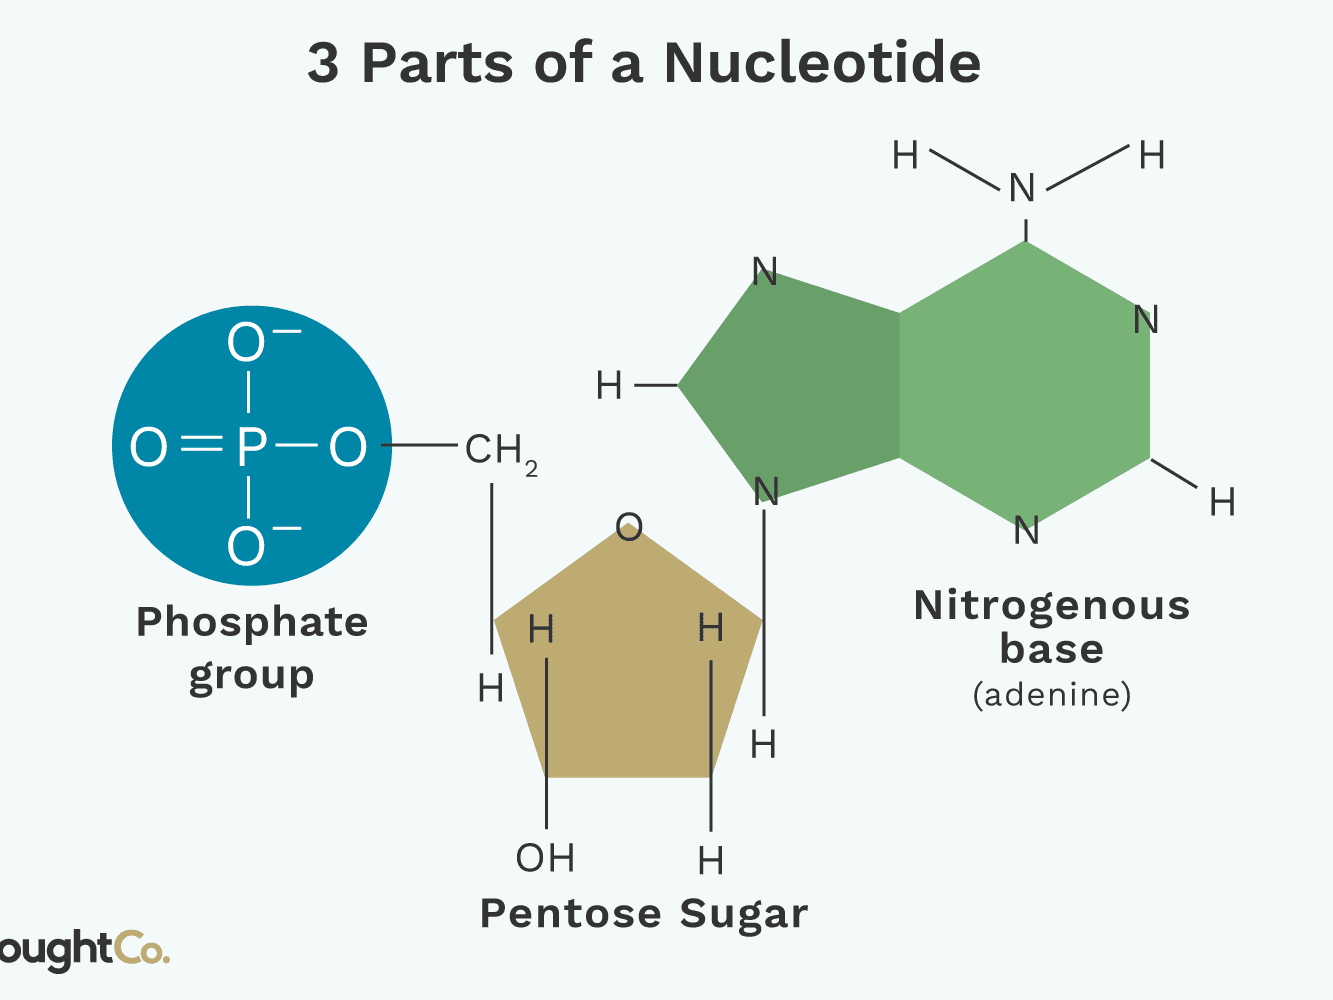 3 Parts of a Nucleotide
H H
N
N
N
H
H
N
N
O⁻
O=P—O
O⁻
CH₂
O
H H
H
H
OH H
Phosphate
group
Nitrogenous
base
(adenine)
Pentose Sugar
oughtCo.